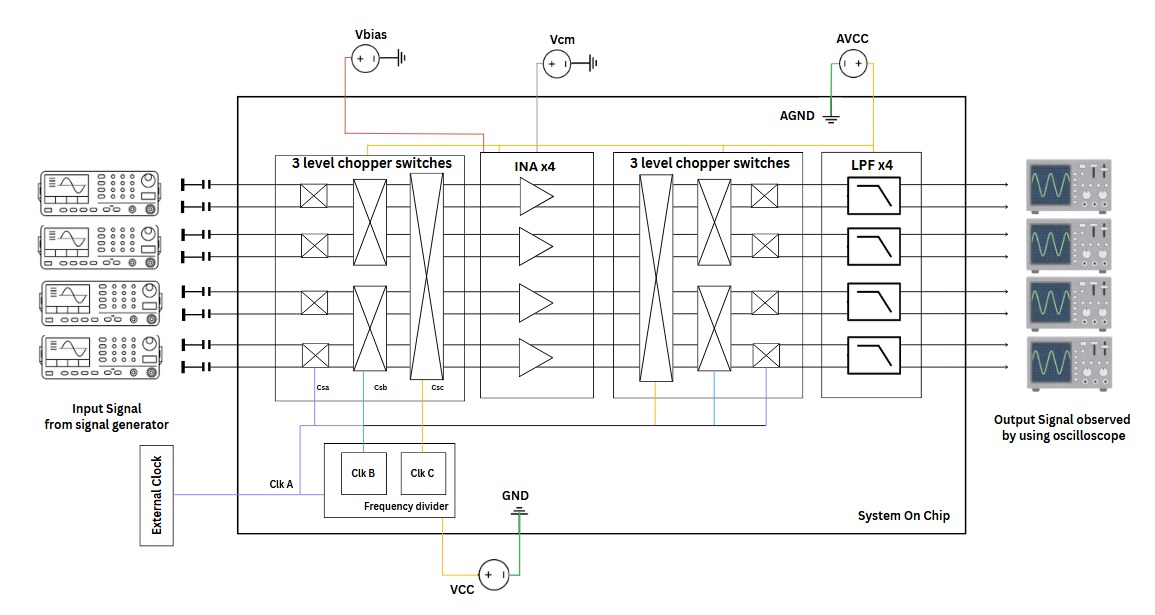 Vbias
Vcm
AVCC
AGND
3 level chopper switches
INA x4
3 level chopper switches
LPF x4
Csa
Csb
Csc
Input Signal
from signal generator
Output Signal observed
by using oscilloscope
External Clock
Clk A
Clk B
Clk C
Frequency divider
GND
System On Chip
VCC